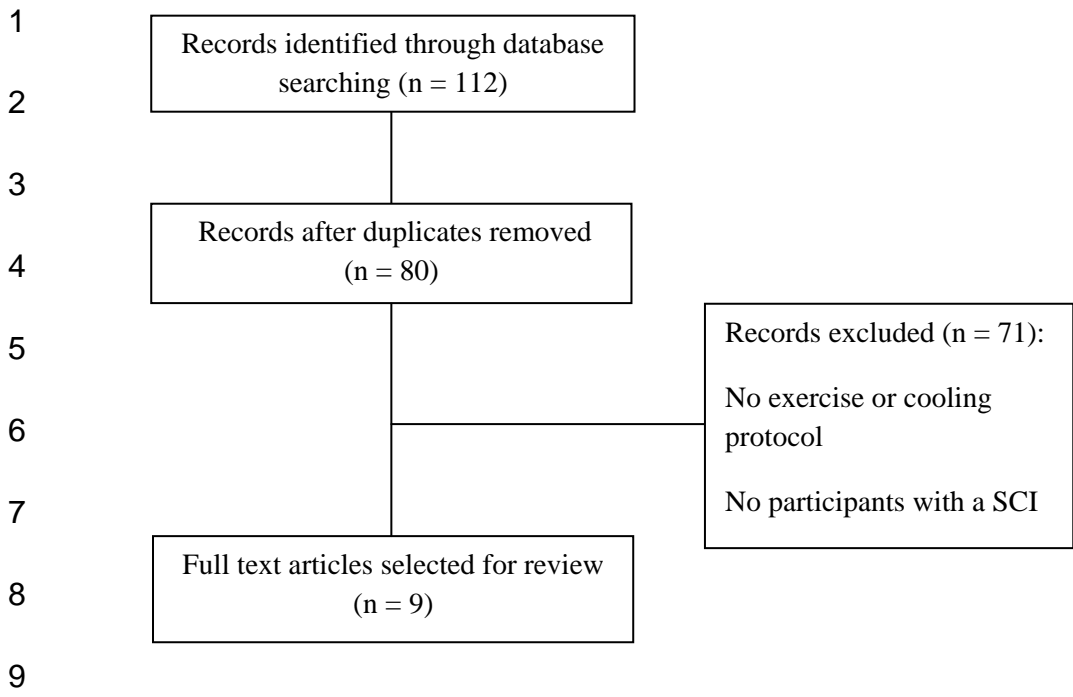 1
Records identified through database
searching (n = 112)
2
3
Records after duplicates removed
4
(n = 80)
5
Records excluded (n = 71):
No exercise or cooling
6
protocol
No participants with a SCI
7
Full text articles selected for review
8
(n = 9)
9